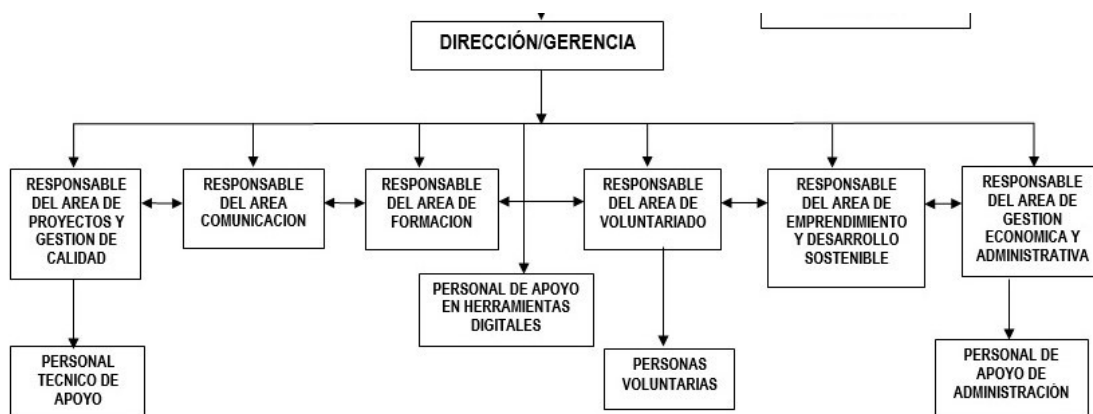 DIRECCIÓN/GERENCIA
RESPONSABLE
DEL AREA DE
PROYECTOS Y
GESTION DE
CALIDAD
RESPONSABLE
DEL AREA
COMUNICACION
RESPONSABLE
DEL AREA DE
FORMACION
RESPONSABLE
DEL AREA DE
VOLUNTARIADO
RESPONSABLE
DEL AREA DE
EMPRENDIMIENTO
Y DESARROLLO
SOSTENIBLE
RESPONSABLE
DEL AREA DE
GESTION
ECONOMICA Y
ADMINISTRATIVA
PERSONAL DE APOYO
EN HERRAMIENTAS
DIGITALES
PERSONAL
TECNICO DE
APOYO
PERSONAS
VOLUNTARIAS
PERSONAL DE
APOYO DE
ADMINISTRACIÓN